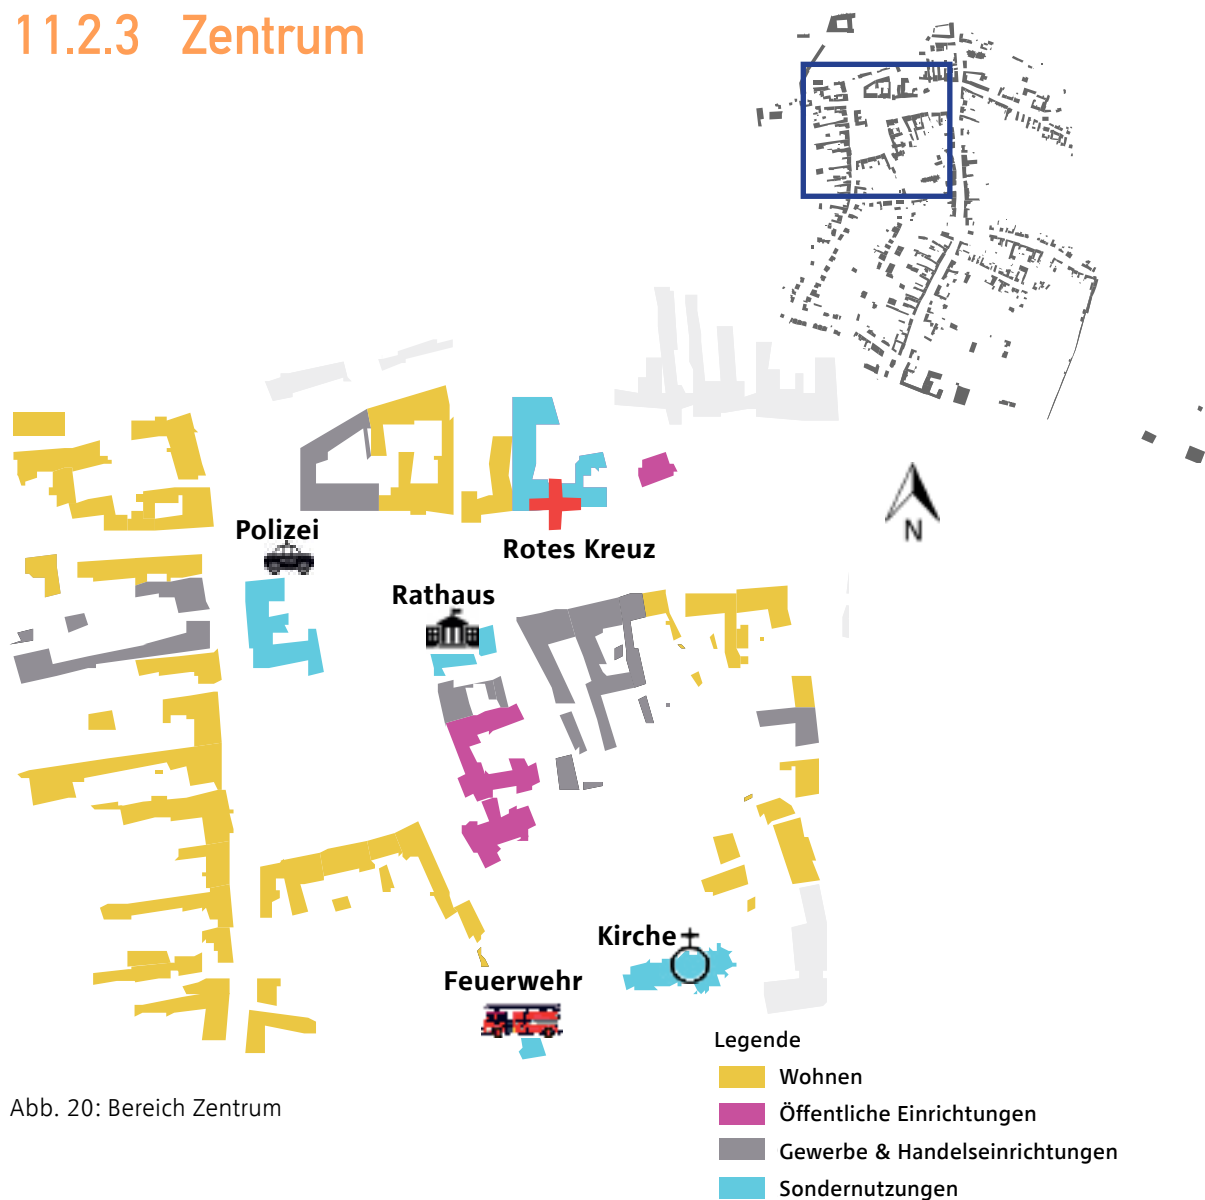 11.2.3 Zentrum
N
Polizei
Rotes Kreuz
Rathaus
Kirche
Feuerwehr
Legende
Wohnen
Öffentliche Einrichtungen
Gewerbe & Handelseinrichtungen
Sondernutzungen
Abb. 20: Bereich Zentrum